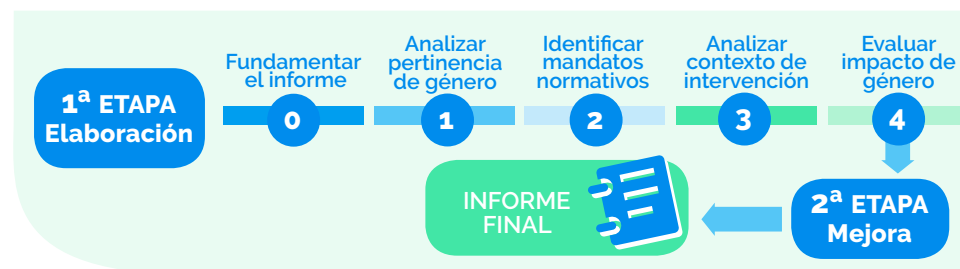 1ª ETAPA
Elaboración
Fundamentar
el informe
0
Analizar
pertinencia
de género
1
Identificar
mandatos
normativos
2
Analizar
contexto de
intervención
3
Evaluar
impacto de
género
4
2ª ETAPA
Mejora
INFORME
FINAL